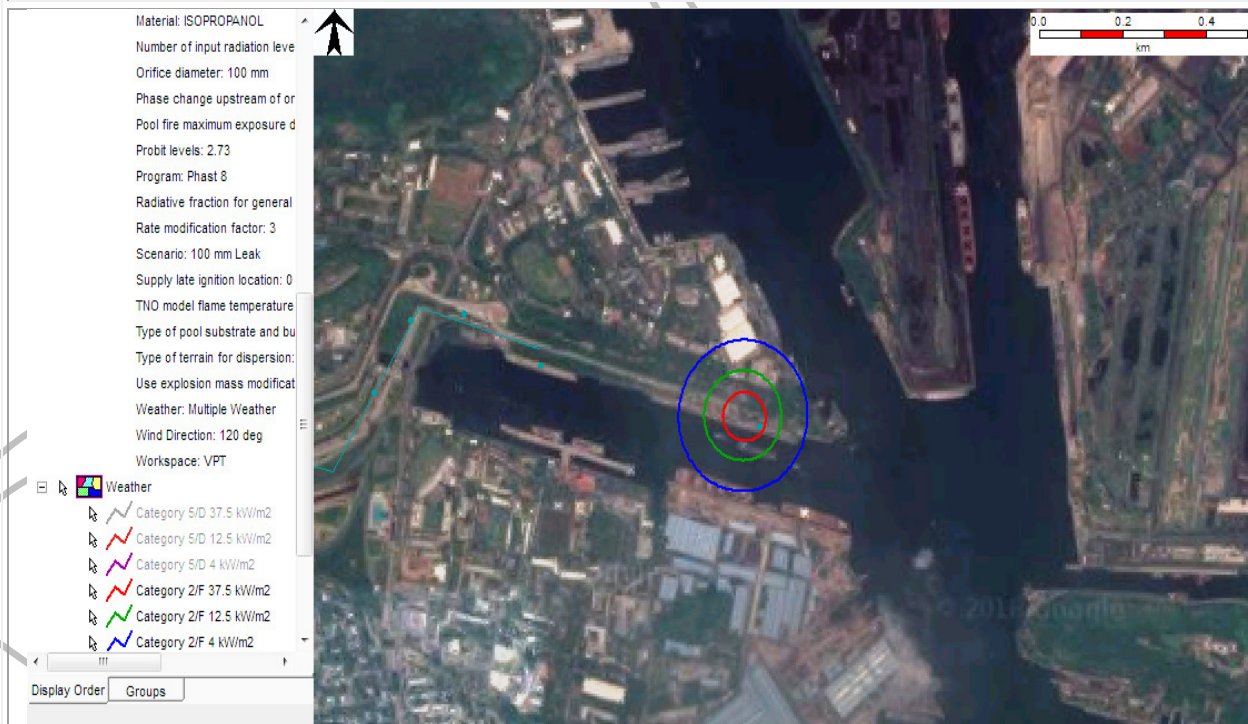 Material: ISOPROPANOL
Number of input radiation leve
Orifice diameter: 100 mm
Phase change upstream of or
Pool fire maximum exposure d
Probit levels: 2.73
Program: Phast 8
Radiative fraction for general
Rate modification factor: 3
Scenario: 100 mm Leak
Supply late ignition location: 0
TNO model flame temperature
Type of pool substrate and bu
Type of terrain for dispersion:
Use explosion mass modificat
Weather: Multiple Weather
Wind Direction: 120 deg
Workspace: VPT
Weather
Category 5/D 37.5 kW/m2
Category 5/D 12.5 kW/m2
Category 5/D 4 kW/m2
Category 2/F 37.5 kW/m2
Category 2/F 12.5 kW/m2
Category 2/F 4 kW/m2
Display Order Groups
0.0 0.2 0.4
km